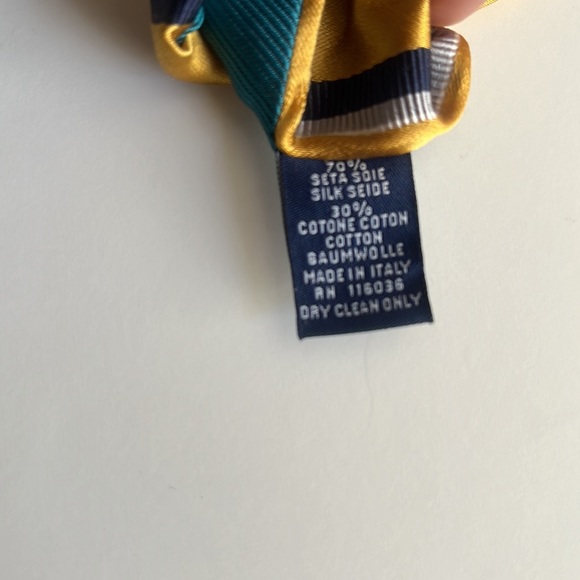 70%
SETA SOIE
SILK SEIDE
30%
COTONE COTON
COTTON
BAUMWOLLE
MADE IN ITALY
RN 116036
DRY CLEAN ONLY